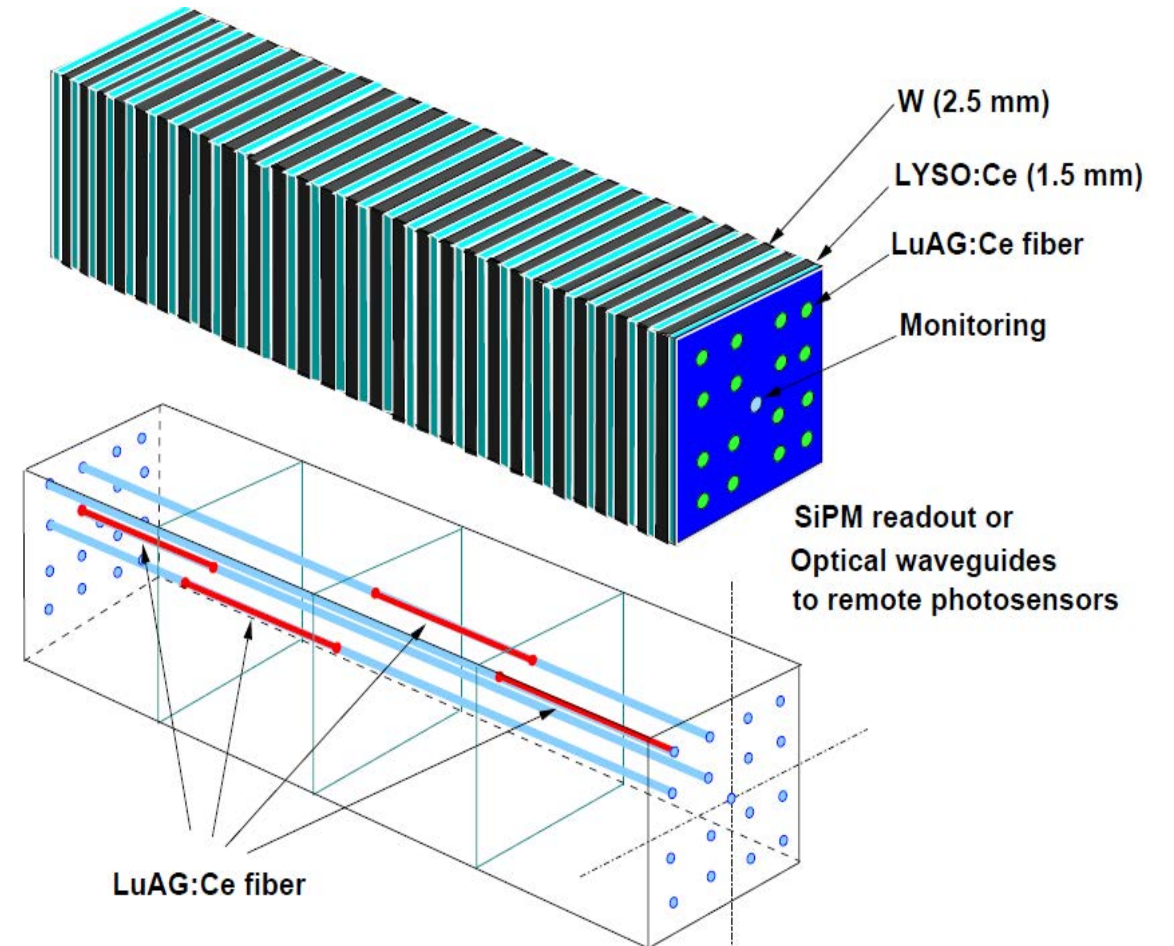 W (2.5 mm)
LYSO:Ce (1.5 mm)
LuAG:Ce fiber
Monitoring
SiPM readout or
Optical waveguides
to remote photosensors
LuAG:Ce fiber